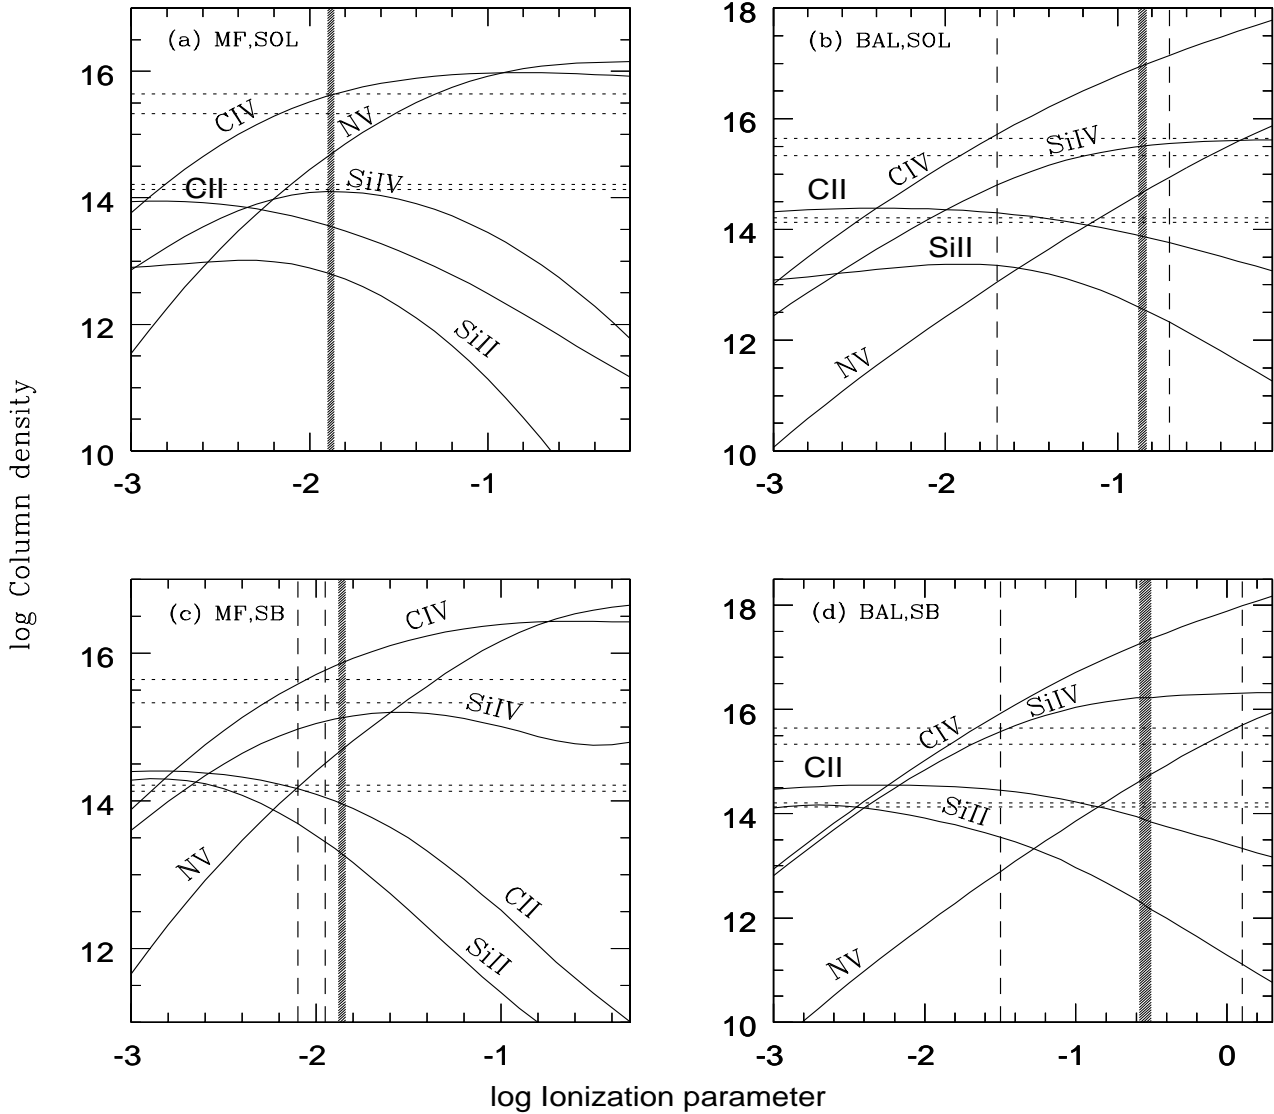 (a) MF,SOL
16
14
12
10
-3
-2
-1
CIV
NV
SiIV
CII
SiII
(b) BAL,SOL
18
16
14
12
10
-3
-2
-1
SiIV
CIV
CII
SiII
NV
log Column density
(c) MF,SB
16
14
12
-3
-2
-1
CIV
SiIV
NV
CII
SiII
(d) BAL,SB
18
16
14
12
10
-3
-2
-1
0
SiIV
CIV
CII
SiII
NV
log Ionization parameter